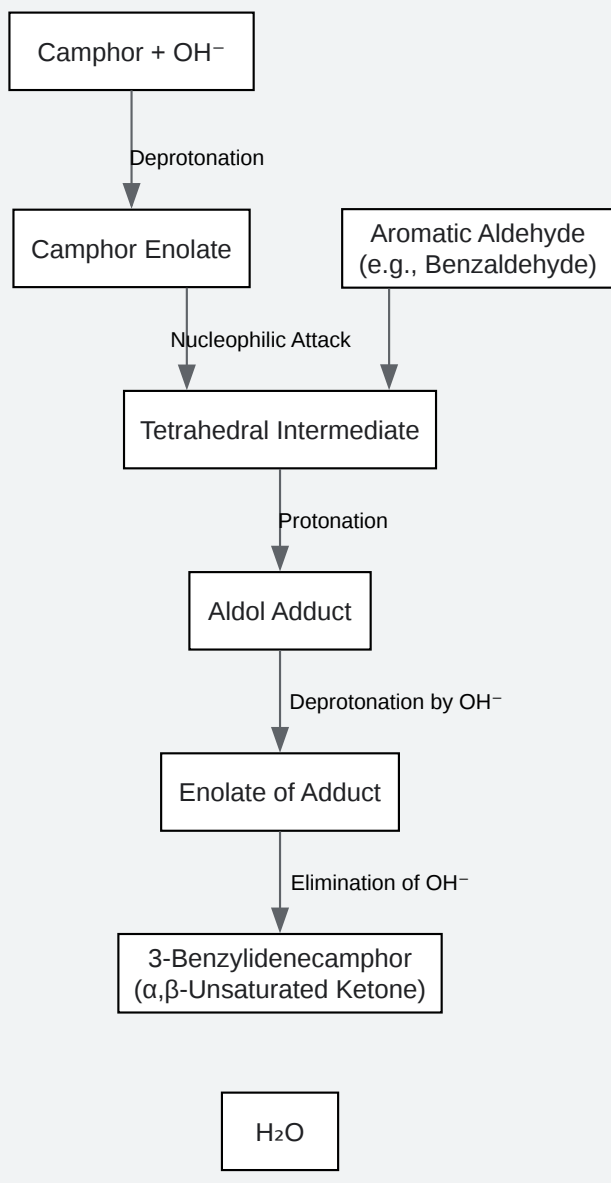 Camphor + OH⁻
Deprotonation
Camphor Enolate
Aromatic Aldehyde
(e.g., Benzaldehyde)
Nucleophilic Attack
Tetrahedral Intermediate
Protonation
Aldol Adduct
Deprotonation by OH⁻
Enolate of Adduct
Elimination of OH⁻
3-Benzylidenecamphor
(α,β-Unsaturated Ketone)
H₂O